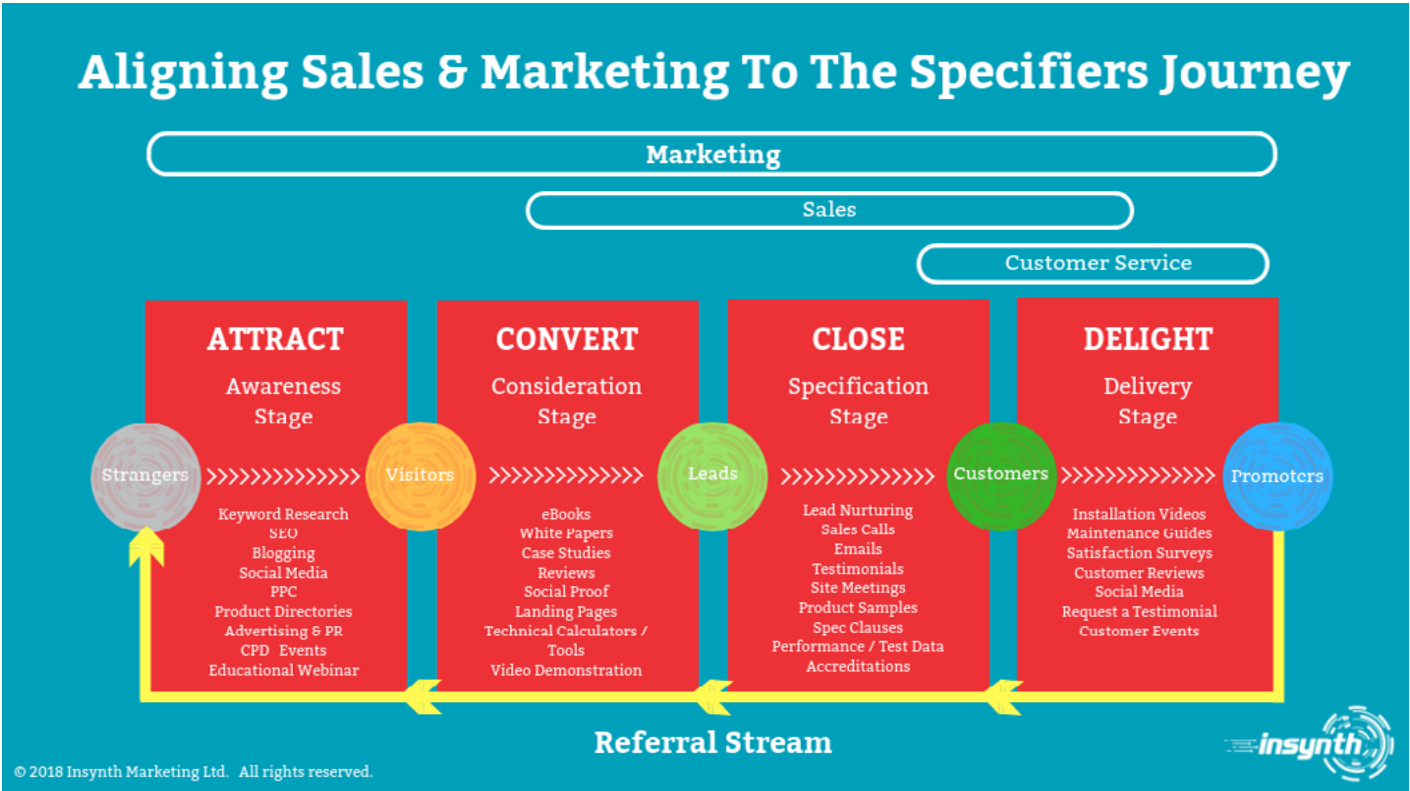 Aligning Sales & Marketing To The Specifiers Journey
Marketing
Sales
Customer Service
ATTRACT
Awareness
Stage
CONVERT
Consideration
Stage
CLOSE
Specification
Stage
DELIGHT
Delivery
Stage
Strangers
Visitors
Leads
Customers
Promoters
Keyword Research
SEO
Blogging
Social Media
PPC
Product Directories
Advertising & PR
CPD Events
Educational Webinar
eBooks
White Papers
Case Studies
Reviews
Social Proof
Landing Pages
Technical Calculators /
Tools
Video Demonstration
Lead Nurturing
Sales Calls
Emails
Testimonials
Site Meetings
Product Samples
Spec Clauses
Performance / Test Data
Accreditations
Installation Videos
Maintenance Guides
Satisfaction Surveys
Customer Reviews
Social Media
Request a Testimonial
Customer Events
Referral Stream
insynth
© 2018 Insynth Marketing Ltd. All rights reserved.